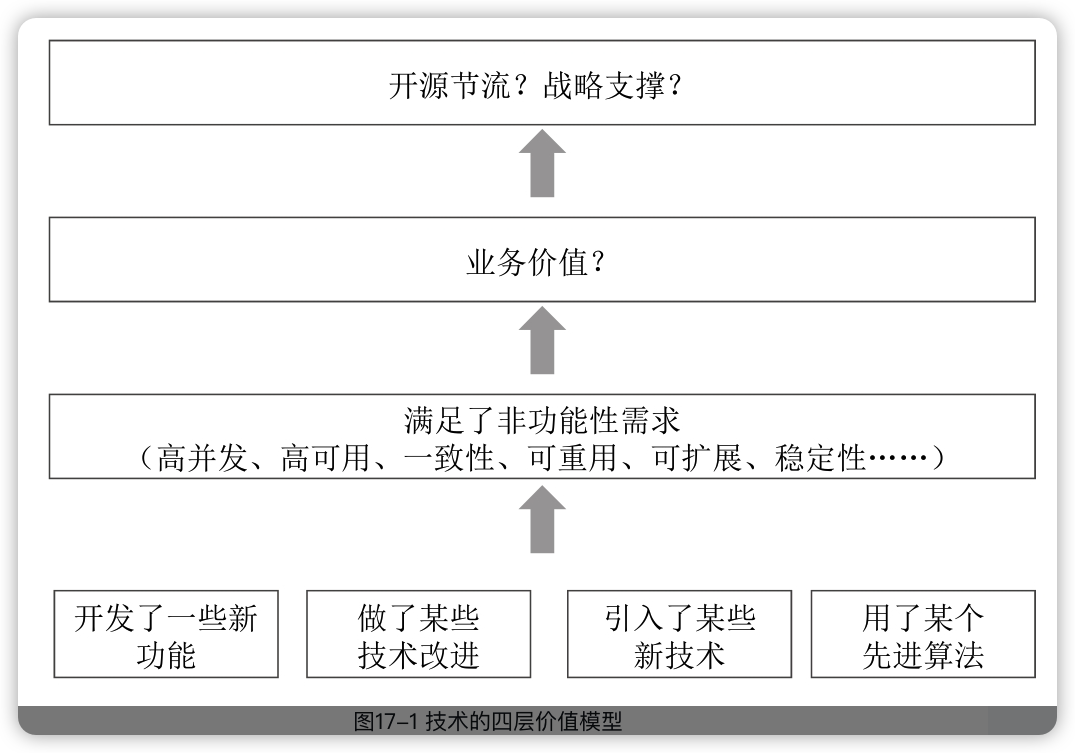 开源节流？战略支撑？
业务价值？
满足了非功能性需求
（高并发、高可用、一致性、可重用、可扩展、稳定性……）
开发了一些新
功能
做了某些
技术改进
引入了某些
新技术
用了某个
先进算法
图17–1 技术的四层价值模型